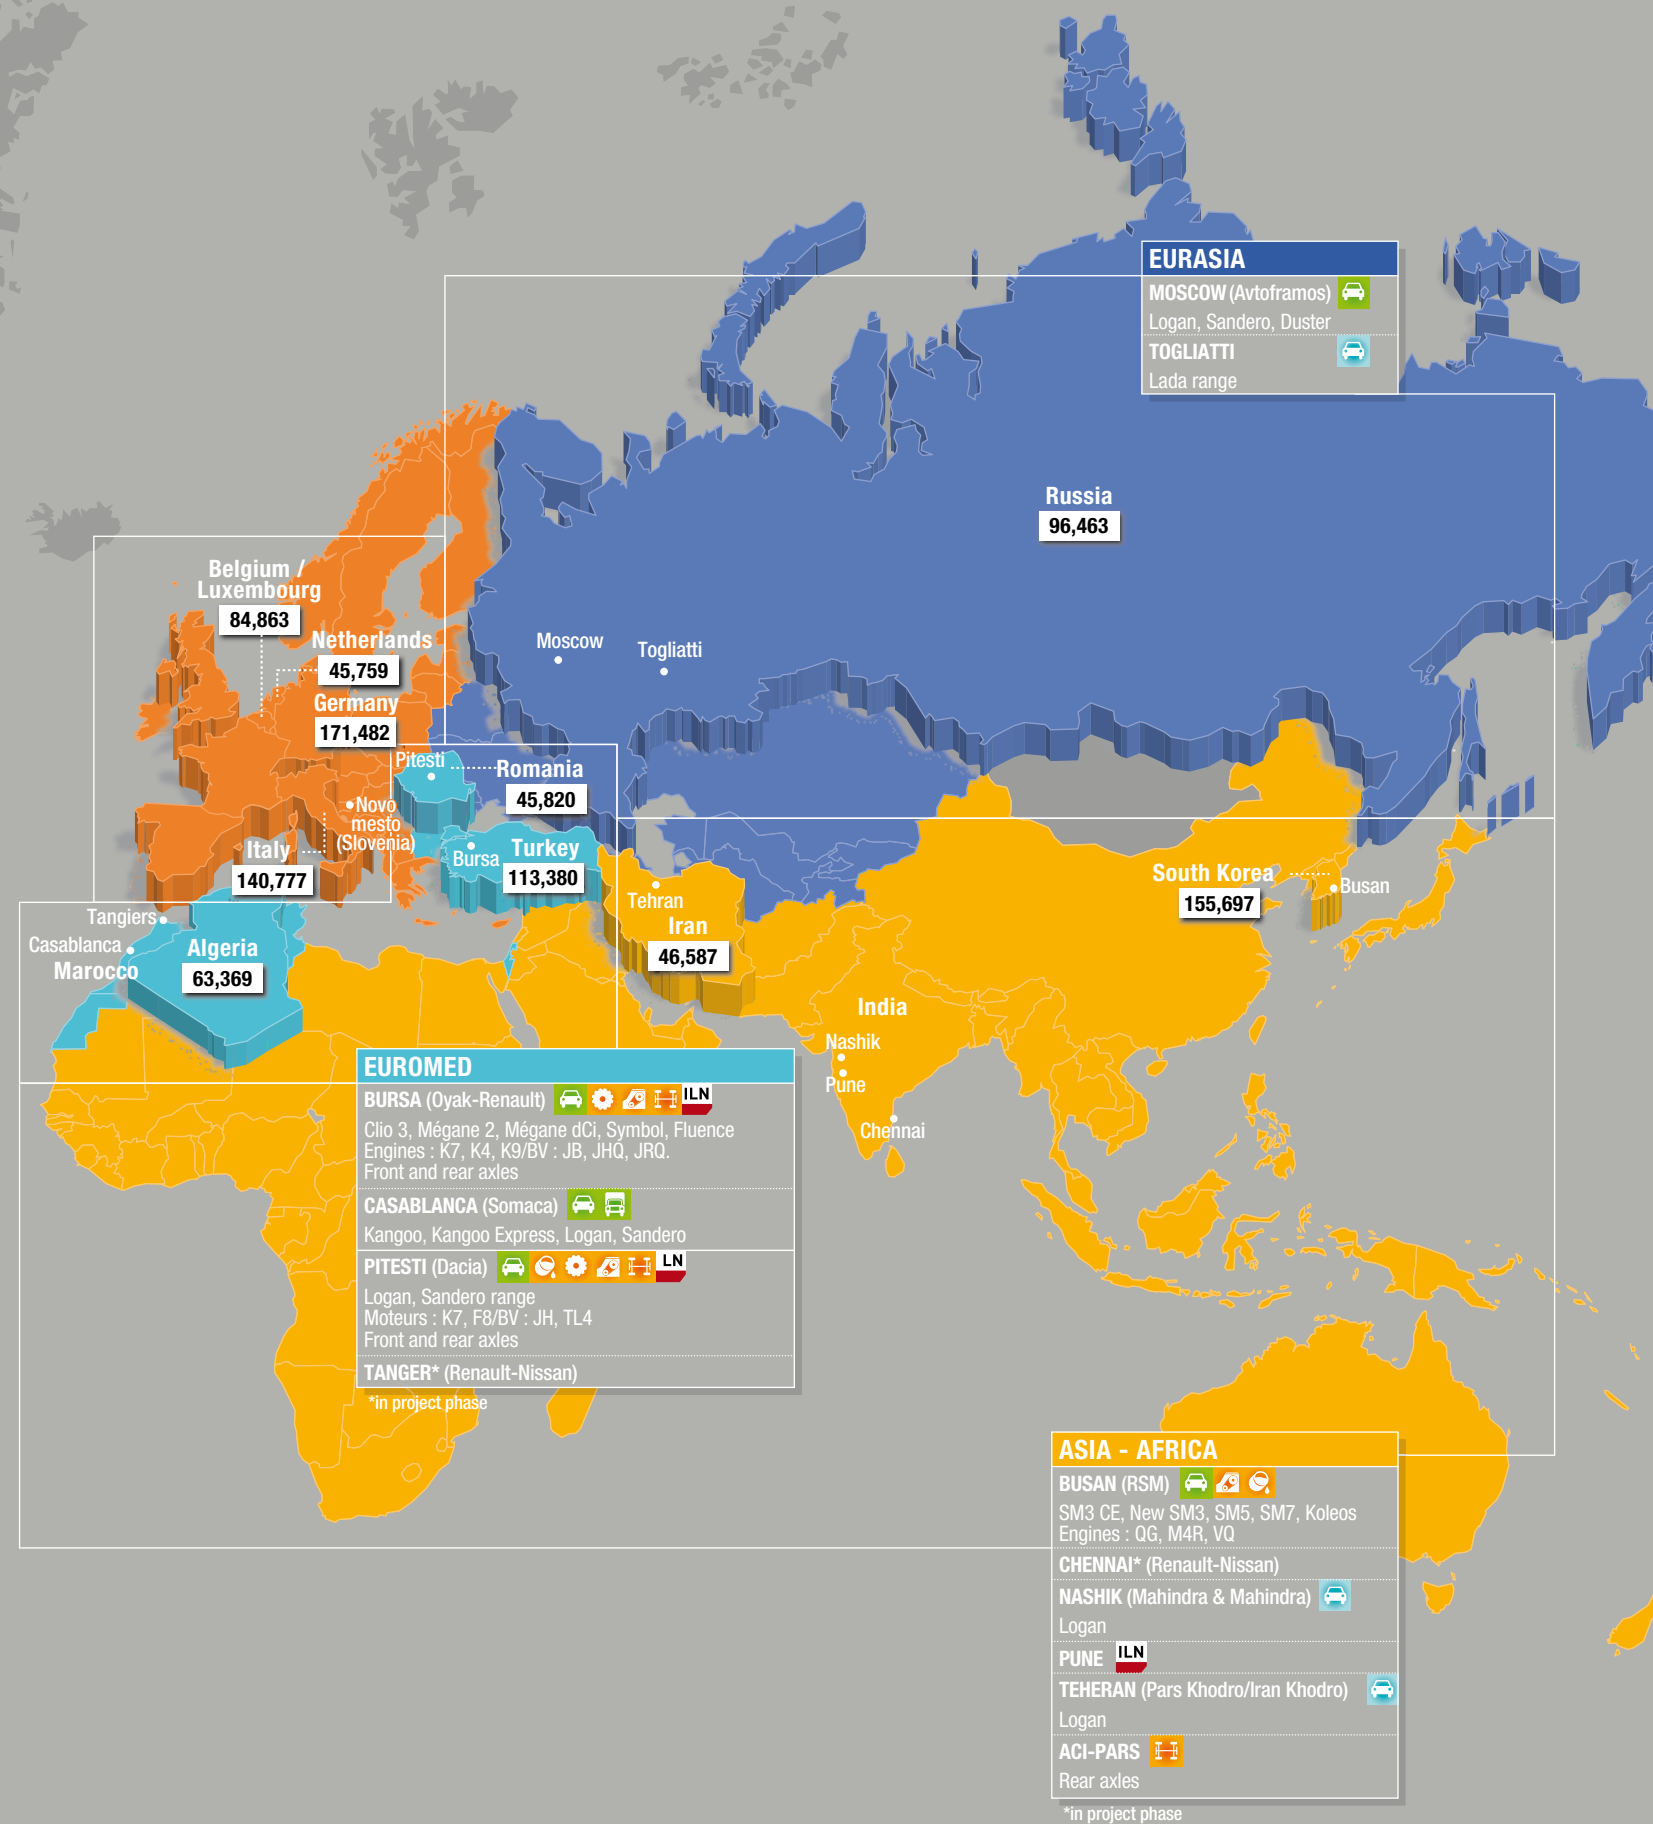 EURASIA
MOSCOW (Avtoframos)
Logan, Sandero, Duster
TOGLIATTI
Lada range
Russia
96,463
Belgium /
Luxembourg
84,863
Netherlands
45,759
Germany
171,482
Moscow
Togliatti
Pitesti
Romania
45,820
Novo
mesto
(Slovenia)
Italy
140,777
Bursa
Turkey
113,380
Tehran
Iran
46,587
South Korea
155,697
Busan
Tangiers
Casablanca
Marocco
Algeria
63,369
India
Nashik
Pune
Chennai
EUROMED
BURSA (Oyak-Renault) ILN
Clio 3, Mégane 2, Mégane dCi, Symbol, Fluence
Engines : K7, K4, K9/BV : JB, JHQ, JRQ.
Front and rear axles
CASABLANCA (Somaca)
Kangoo, Kangoo Express, Logan, Sandero
PITESTI (Dacia) LN
Logan, Sandero range
Moteurs : K7, F8/BV : JH, TL4
Front and rear axles
TANGER* (Renault-Nissan)
*in project phase
ASIA - AFRICA
BUSAN (RSM)
SM3 CE, New SM3, SM5, SM7, Koleos
Engines : QG, M4R, VQ
CHENNAI* (Renault-Nissan)
NASHIK (Mahindra & Mahindra)
Logan
PUNE ILN
TEHERAN (Pars Khodro/Iran Khodro)
Logan
ACI-PARS
Rear axles
*in project phase